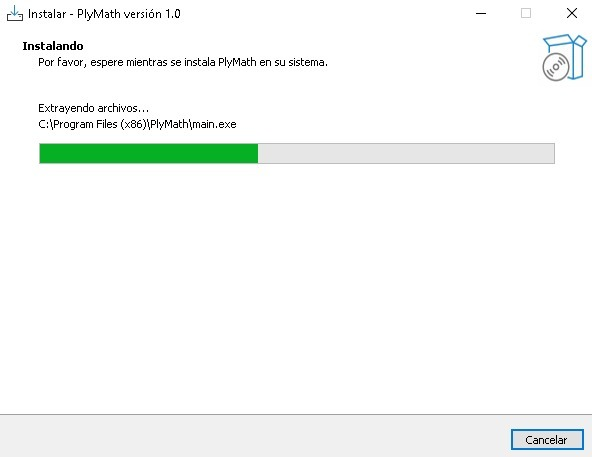 Instalar - PlyMath versión 1.0
Instalando
Por favor, espere mientras se instala PlyMath en su sistema.
Extrayendo archivos...
C:\Program Files (x86)\PlyMath\main.exe
Cancelar